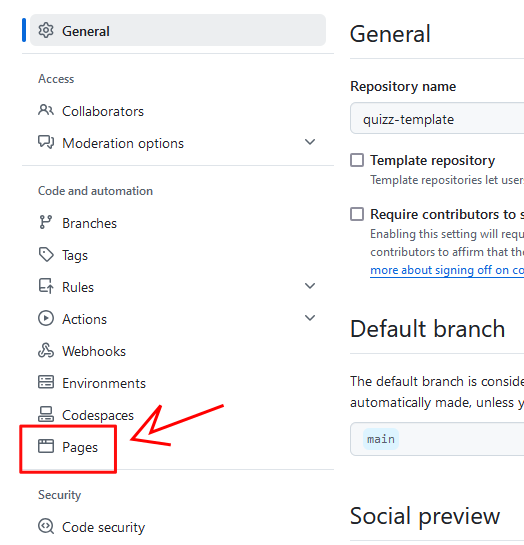 General
Access
Collaborators
Moderation options
Code and automation
Branches
Tags
Rules
Actions
Webhooks
Environments
Codespaces
Pages
Security
Code security
General
Repository name
quizz-template
Template repository
Template repositories let user
Require contributors to s
Enabling this setting will requ
contributors to affirm that the
more about signing off on co
Default branch
The default branch is conside
automatically made, unless y
main
Social preview